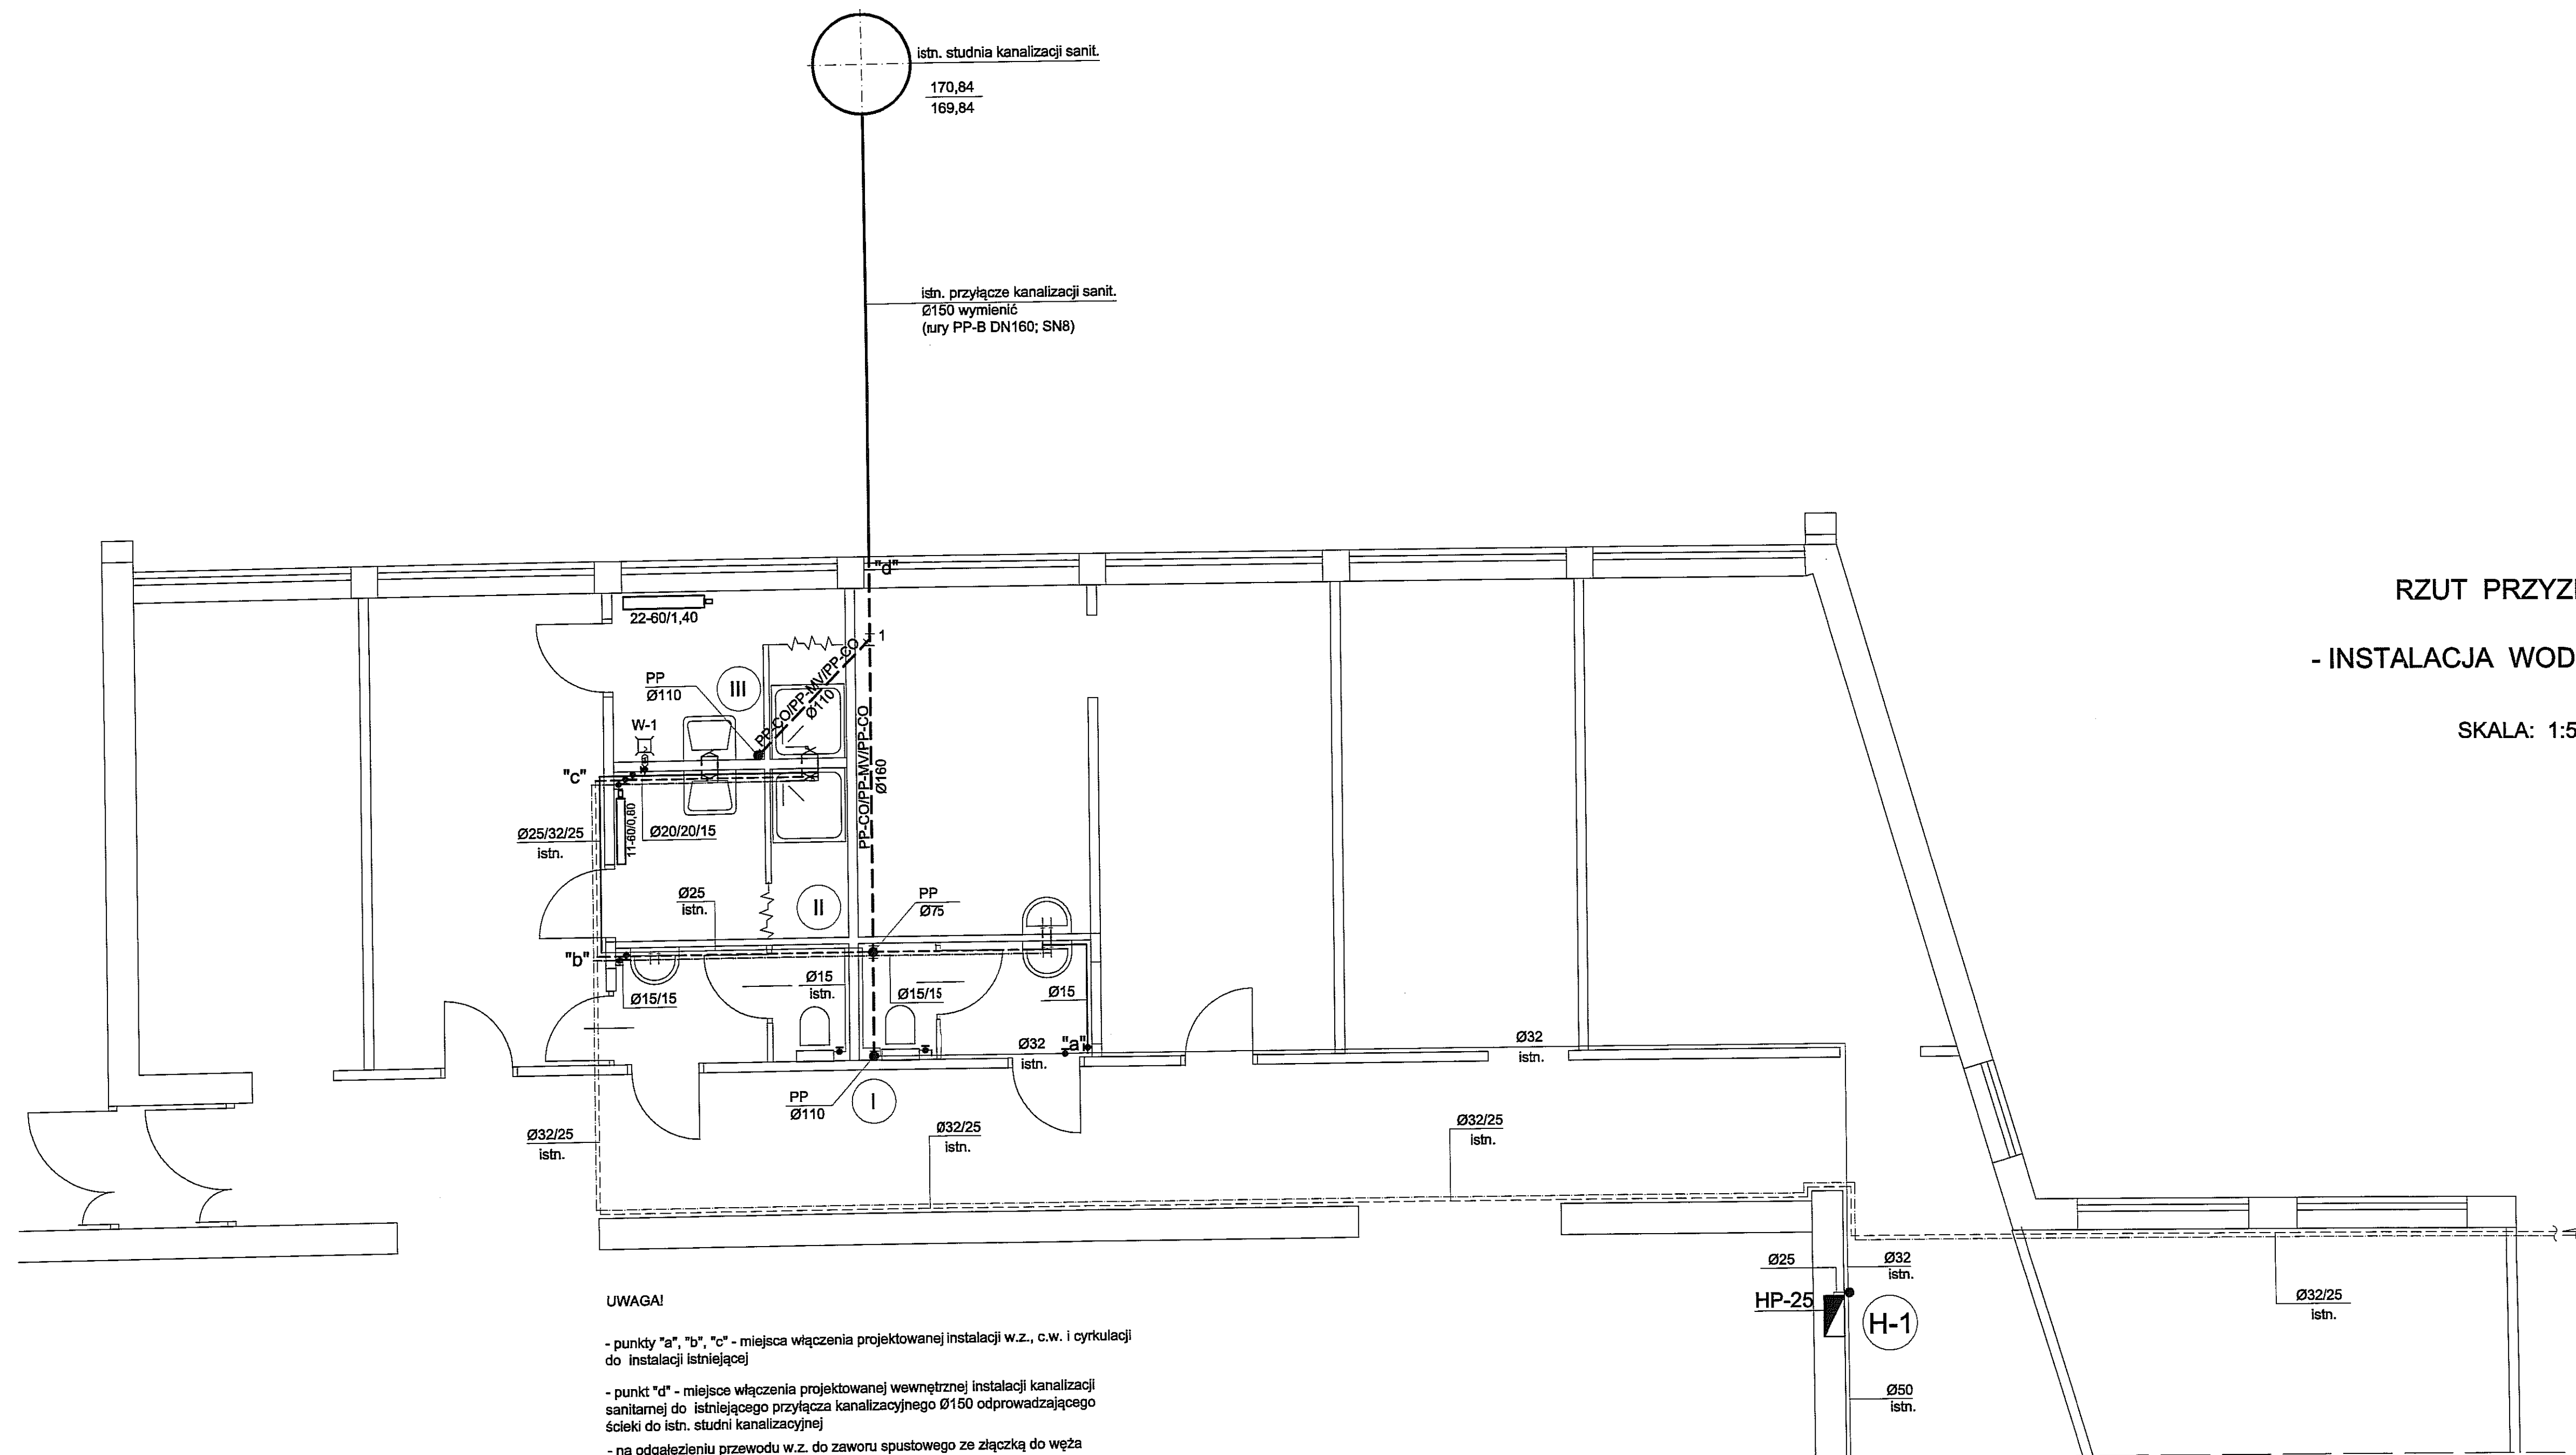 istn. studnia kanalizacji sanit.
170,84
169,84
istn. przyłącze kanalizacji sanit.
Ø150 wymienić
(rury PP-B DN160; SN8)
RZUT PRZYZ
- INSTALACJA WOD
SKALA: 1:5
"d"
22-60/1,40
1
PP-CO/PP-MV/PP-CO
Ø110
PP
Ø110
III
W-1
"c"
PP-CO/PP-MV/PP-CO
Ø160
11-60/0,60
Ø25/32/25
istn.
Ø20/20/15
Ø25
istn.
II
PP
Ø75
"b"
Ø15/15
Ø15
istn.
Ø15/15
Ø15
Ø32
istn.
"a"
Ø32
istn.
PP
Ø110
I
Ø32/25
istn.
Ø32/25
istn.
Ø32/25
istn.
Ø25
Ø32
istn.
HP-25
H-1
Ø32/25
istn.
Ø50
istn.
UWAGA!
- punkty "a", "b", "c" - miejsca włączenia projektowanej instalacji w.z., c.w. i cyrkulacji
do instalacji istniejącej
- punkt "d" - miejsce włączenia projektowanej wewnętrznej instalacji kanalizacji
sanitarnej do istniejącego przyłącza kanalizacyjnego Ø150 odprowadzającego
ścieki do istn. studni kanalizacyjnej
- na odgałęzieniu przewodu w.z. do zaworu spustowego ze złączką do węża